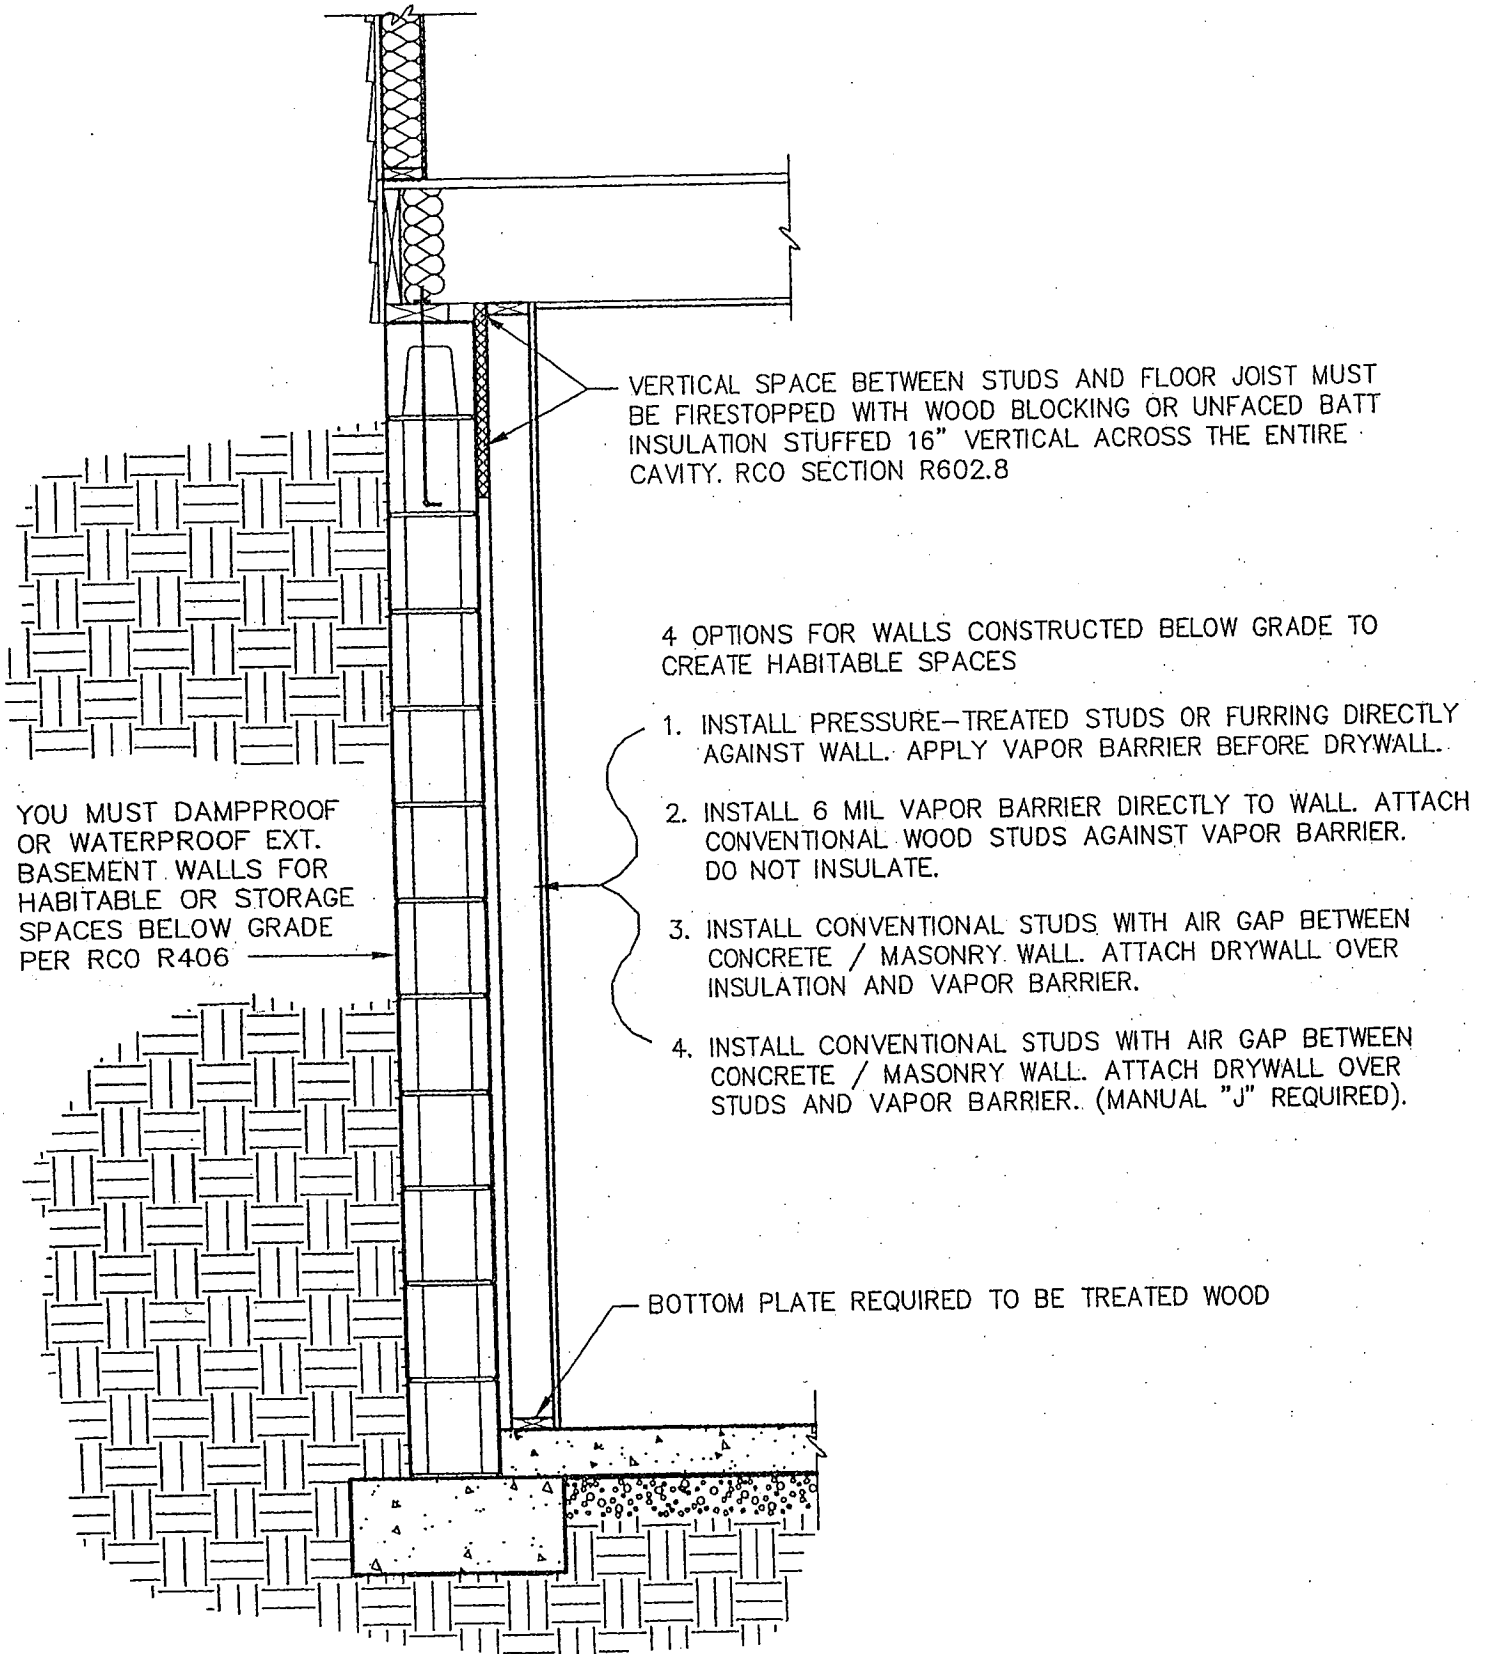 VERTICAL SPACE BETWEEN STUDS AND FLOOR JOIST MUST
BE FIRESTOPPED WITH WOOD BLOCKING OR UNFACED BATT
INSULATION STUFFED 16" VERTICAL ACROSS THE ENTIRE
CAVITY. RCO SECTION R602.8
4 OPTIONS FOR WALLS CONSTRUCTED BELOW GRADE TO
CREATE HABITABLE SPACES
1. INSTALL PRESSURE-TREATED STUDS OR FURRING DIRECTLY
AGAINST WALL. APPLY VAPOR BARRIER BEFORE DRYWALL.
2. INSTALL 6 MIL VAPOR BARRIER DIRECTLY TO WALL. ATTACH
CONVENTIONAL WOOD STUDS AGAINST VAPOR BARRIER.
DO NOT INSULATE.
3. INSTALL CONVENTIONAL STUDS WITH AIR GAP BETWEEN
CONCRETE / MASONRY WALL. ATTACH DRYWALL OVER
INSULATION AND VAPOR BARRIER.
4. INSTALL CONVENTIONAL STUDS WITH AIR GAP BETWEEN
CONCRETE / MASONRY WALL. ATTACH DRYWALL OVER
STUDS AND VAPOR BARRIER. (MANUAL "J" REQUIRED).
YOU MUST DAMPPROOF
OR WATERPROOF EXT.
BASEMENT WALLS FOR
HABITABLE OR STORAGE
SPACES BELOW GRADE
PER RCO R406
BOTTOM PLATE REQUIRED TO BE TREATED WOOD